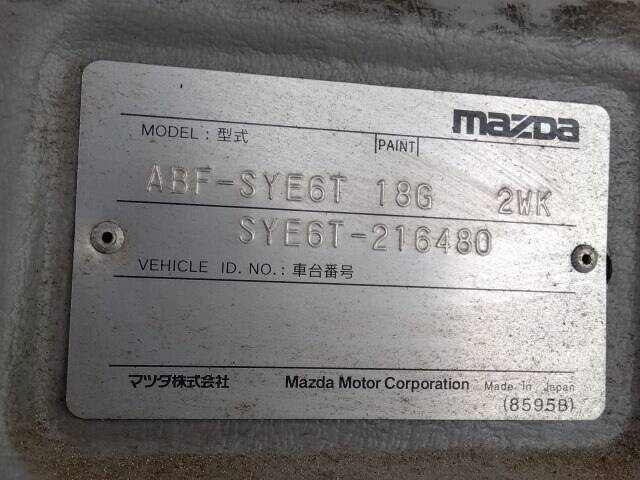 mazda
MODEL : 型式 PAINT
ABF-SYE6T 18G 2WK
SYE6T-216480
VEHICLE ID. NO. : 車台番号
マツダ株式会社 Mazda Motor Corporation Made in Japan
(8595B)